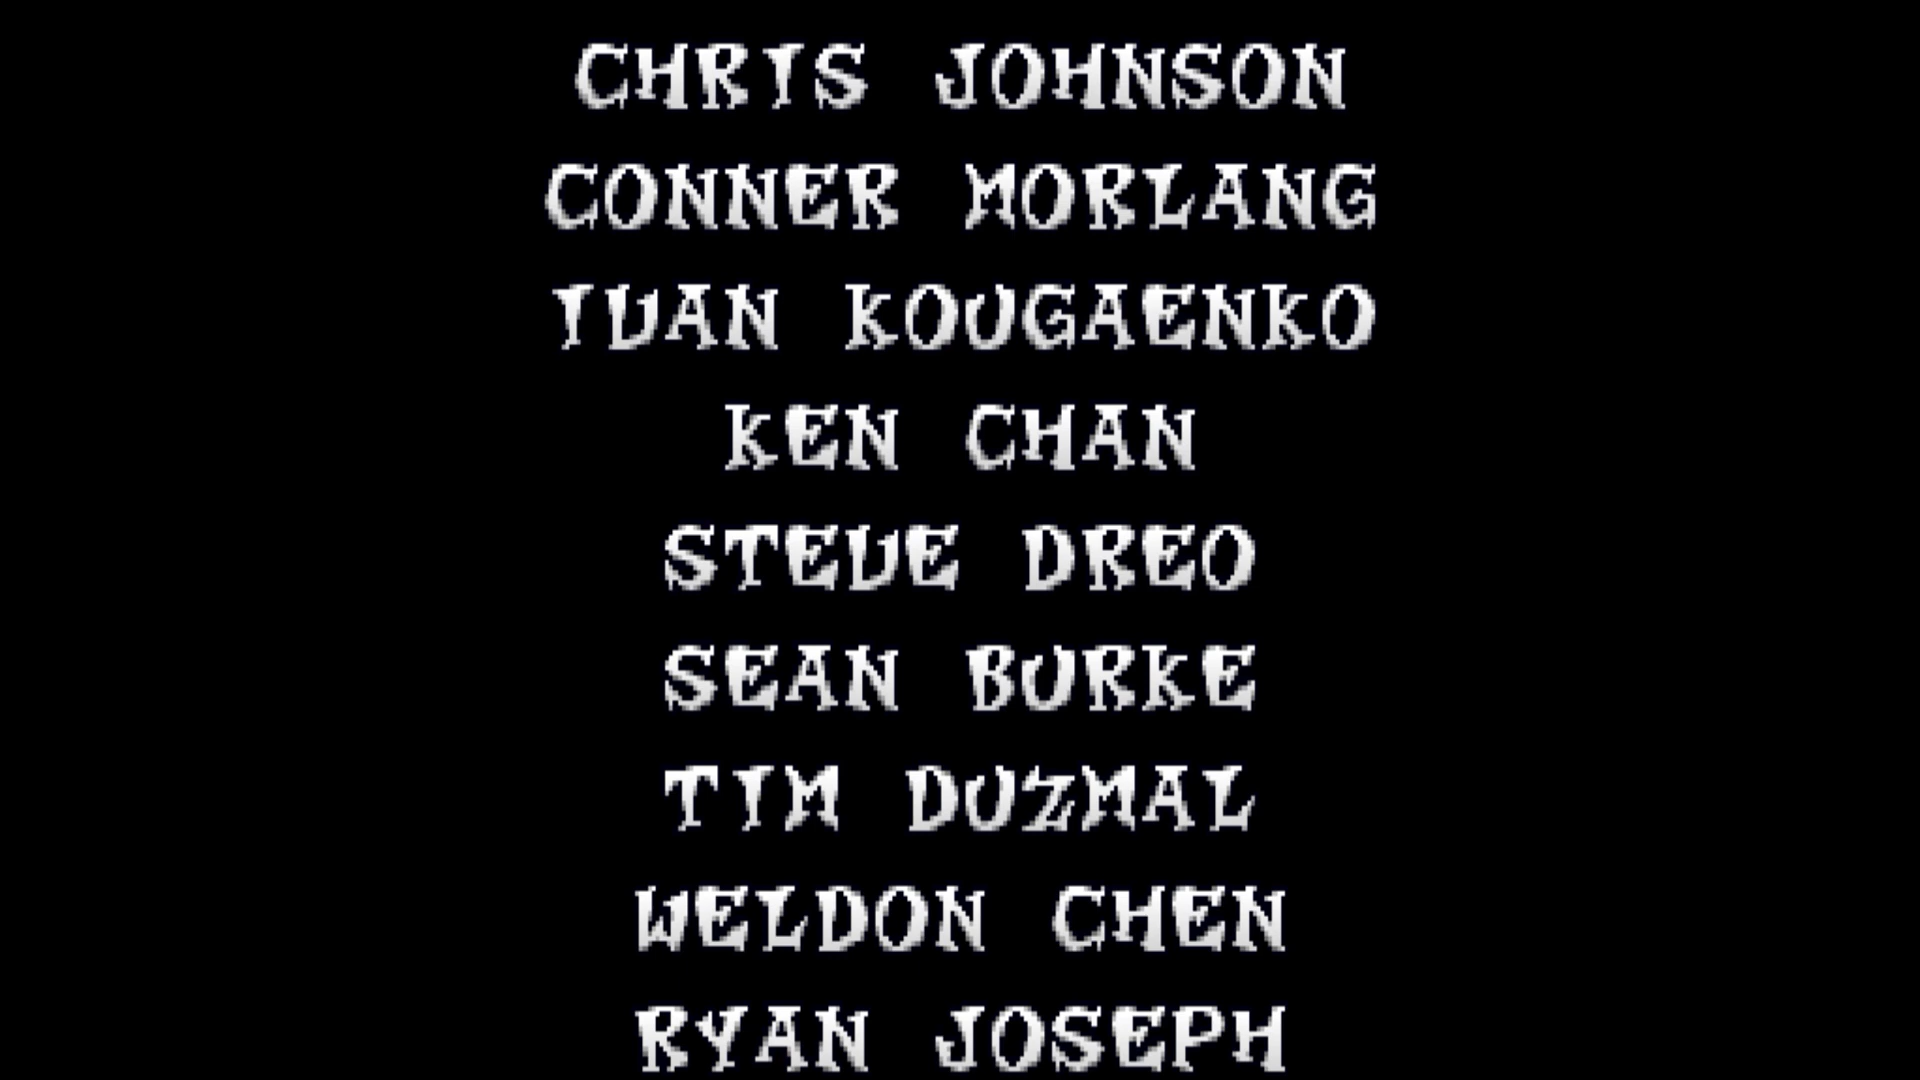 CHRIS JOHNSON
CONNER MORLANG
IVAN KOUGAENKO
KEN CHAN
STEVE DREO
SEAN BURKE
TIM DUZMAL
WELDON CHEN
RYAN JOSEPH